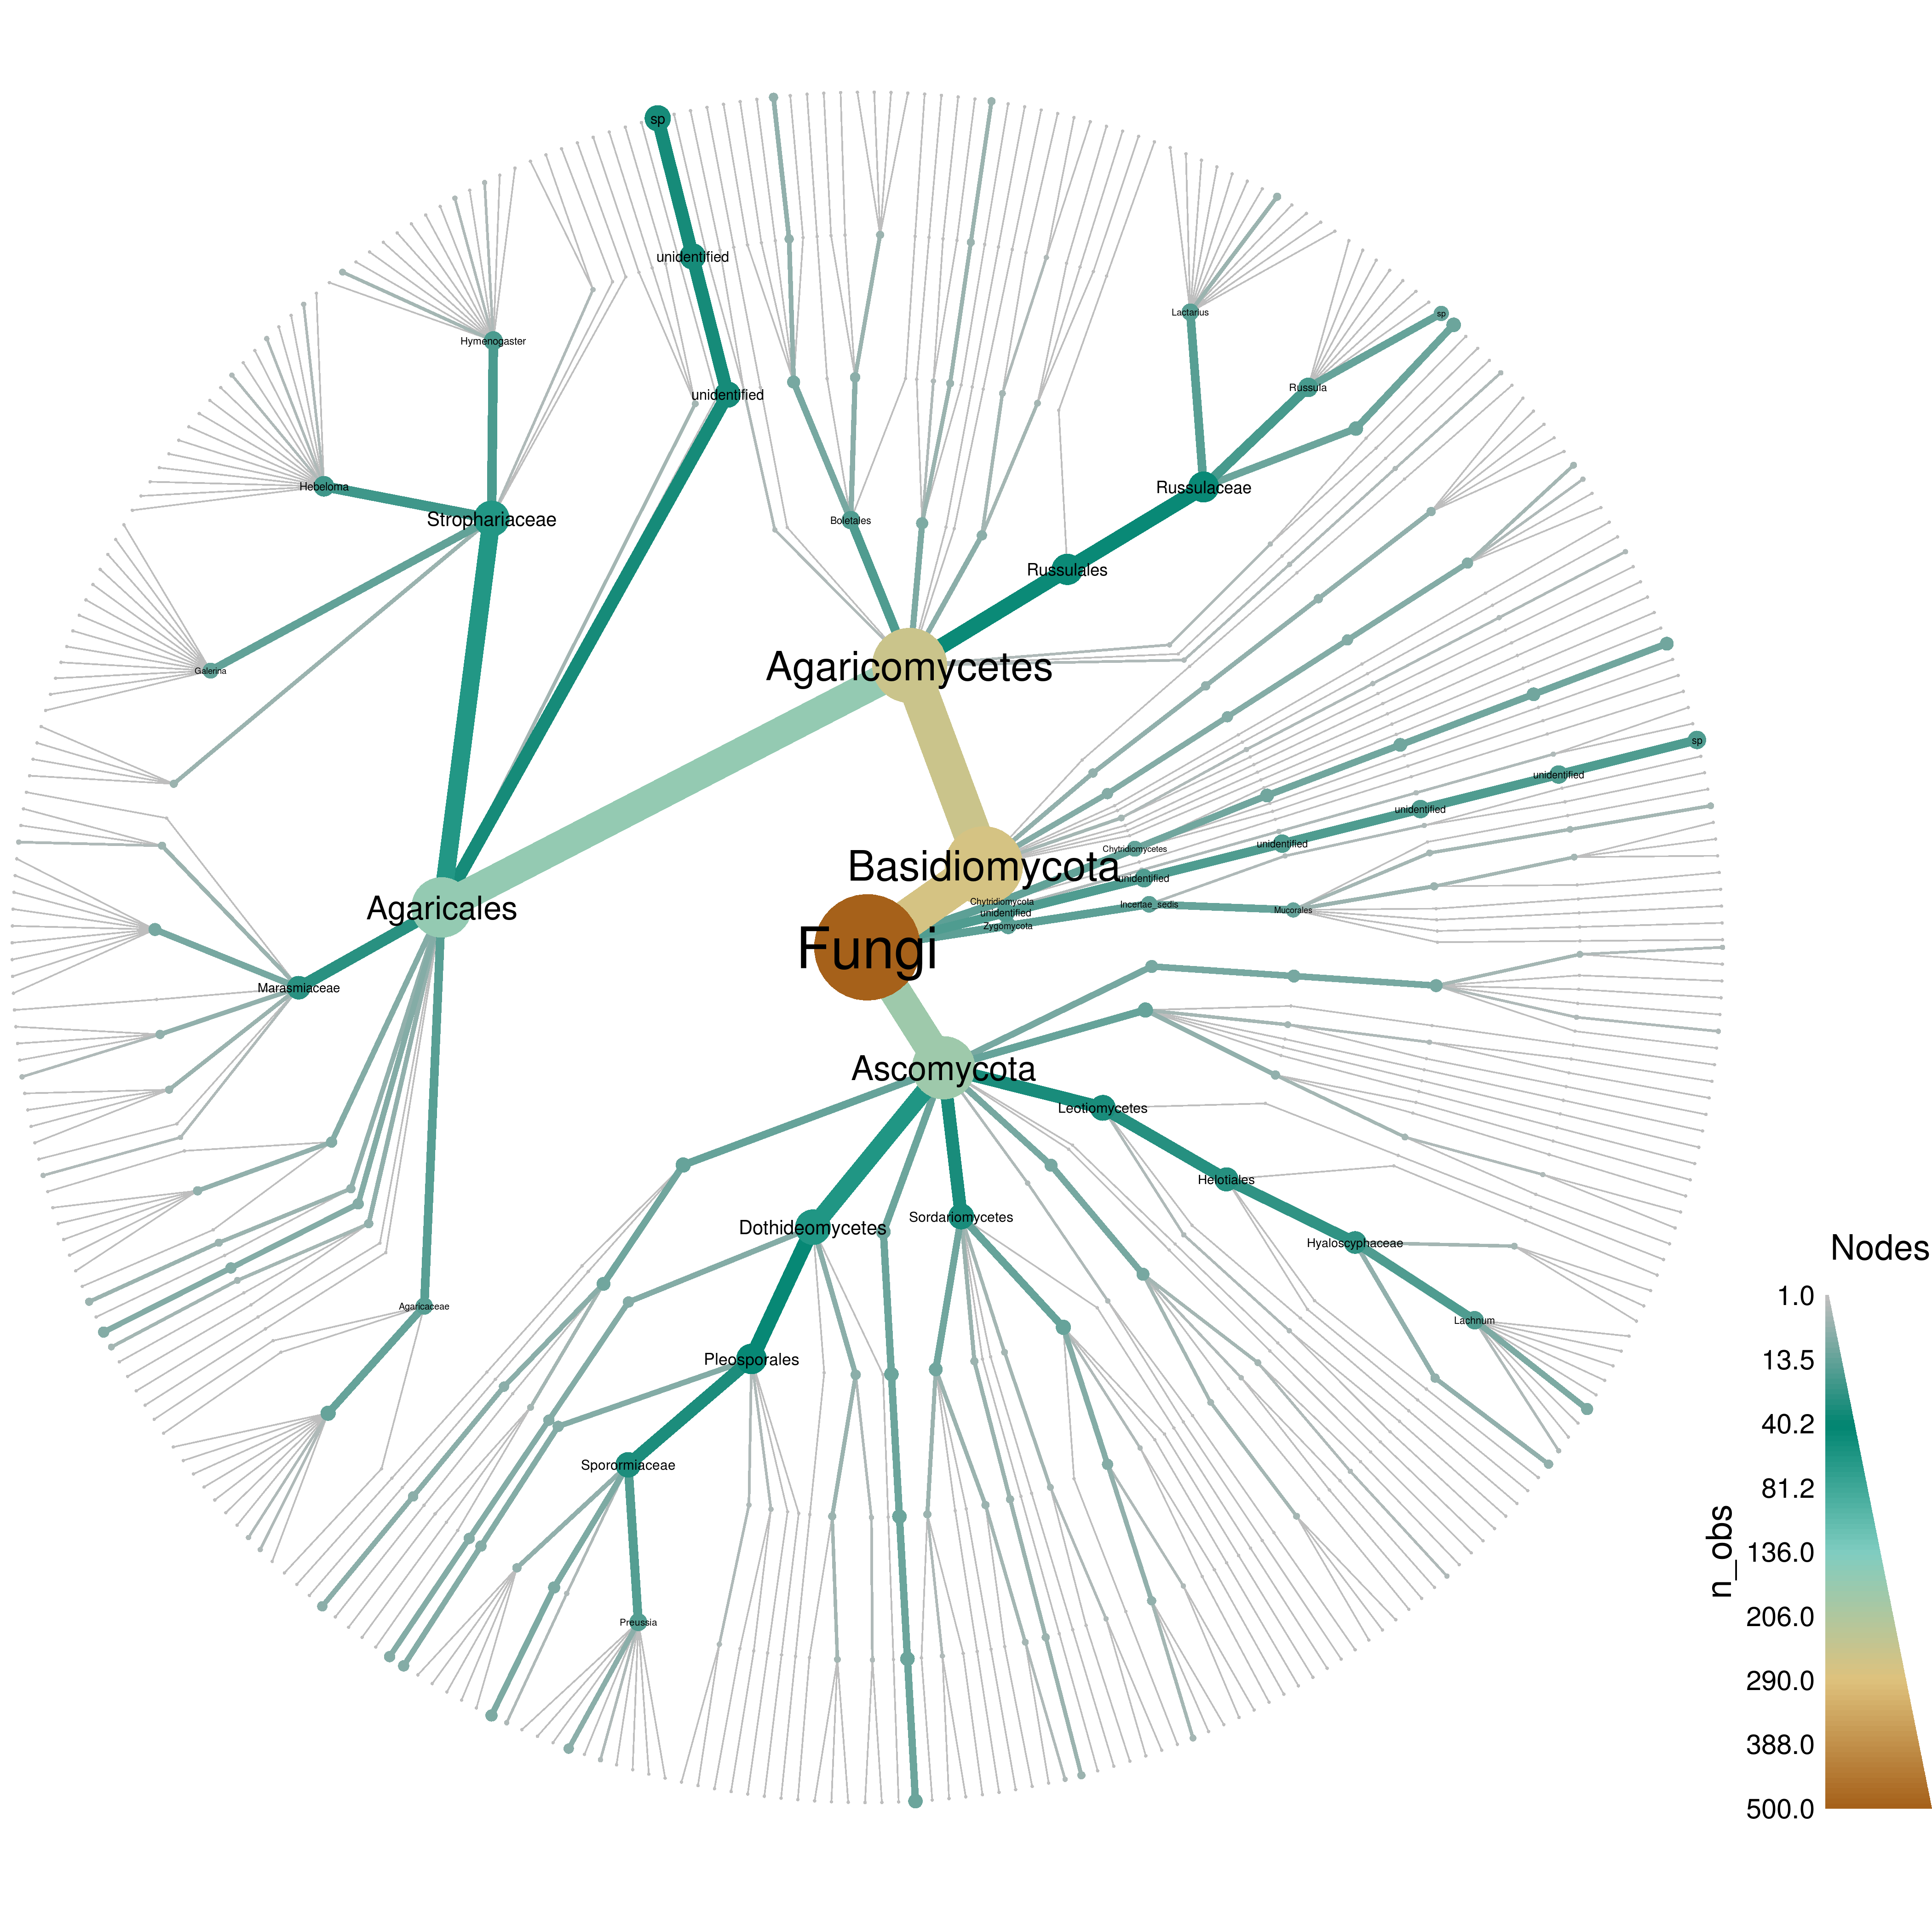 sp
unidentified
unidentified
Hymenogaster
Hebeloma
Strophariaceae
Galerina
Boletales
Lactarius
sp
Russula
Russulaceae
Russulales
Agaricomycetes
sp
unidentified
unidentified
unidentified
Chytridiomycetes
Basidiomycota
unidentified
Chytridiomycota
unidentified
Zygomycota
Incertae_sedis
Mucorales
Agaricales
Fungi
Marasmiaceae
Ascomycota
Leotiomycetes
Helotiales
Hyaloscyphaceae
Lachnum
Dothideomycetes
Sordariomycetes
Agaricaceae
Pleosporales
Sporormiaceae
Preussia
Nodes
1.0
13.5
40.2
81.2
136.0
206.0
290.0
388.0
500.0
n_obs